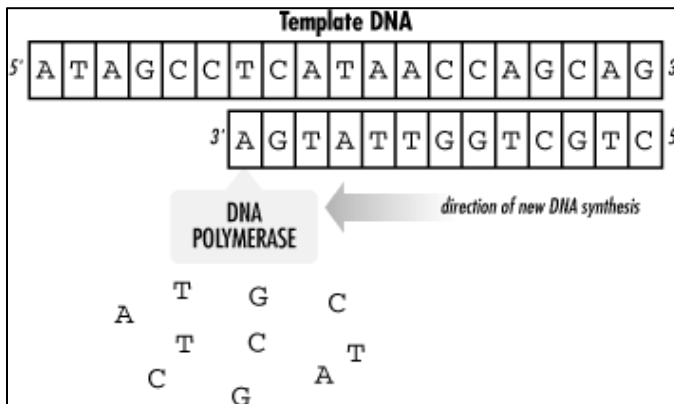 Template DNA
5' A T A G C C T C A T A A C C A G C A G 3'
3' A G T A T T G G T C G T C 5'
DNA
POLYMERASE
direction of new DNA synthesis
T G C
A
T C T
C A
G